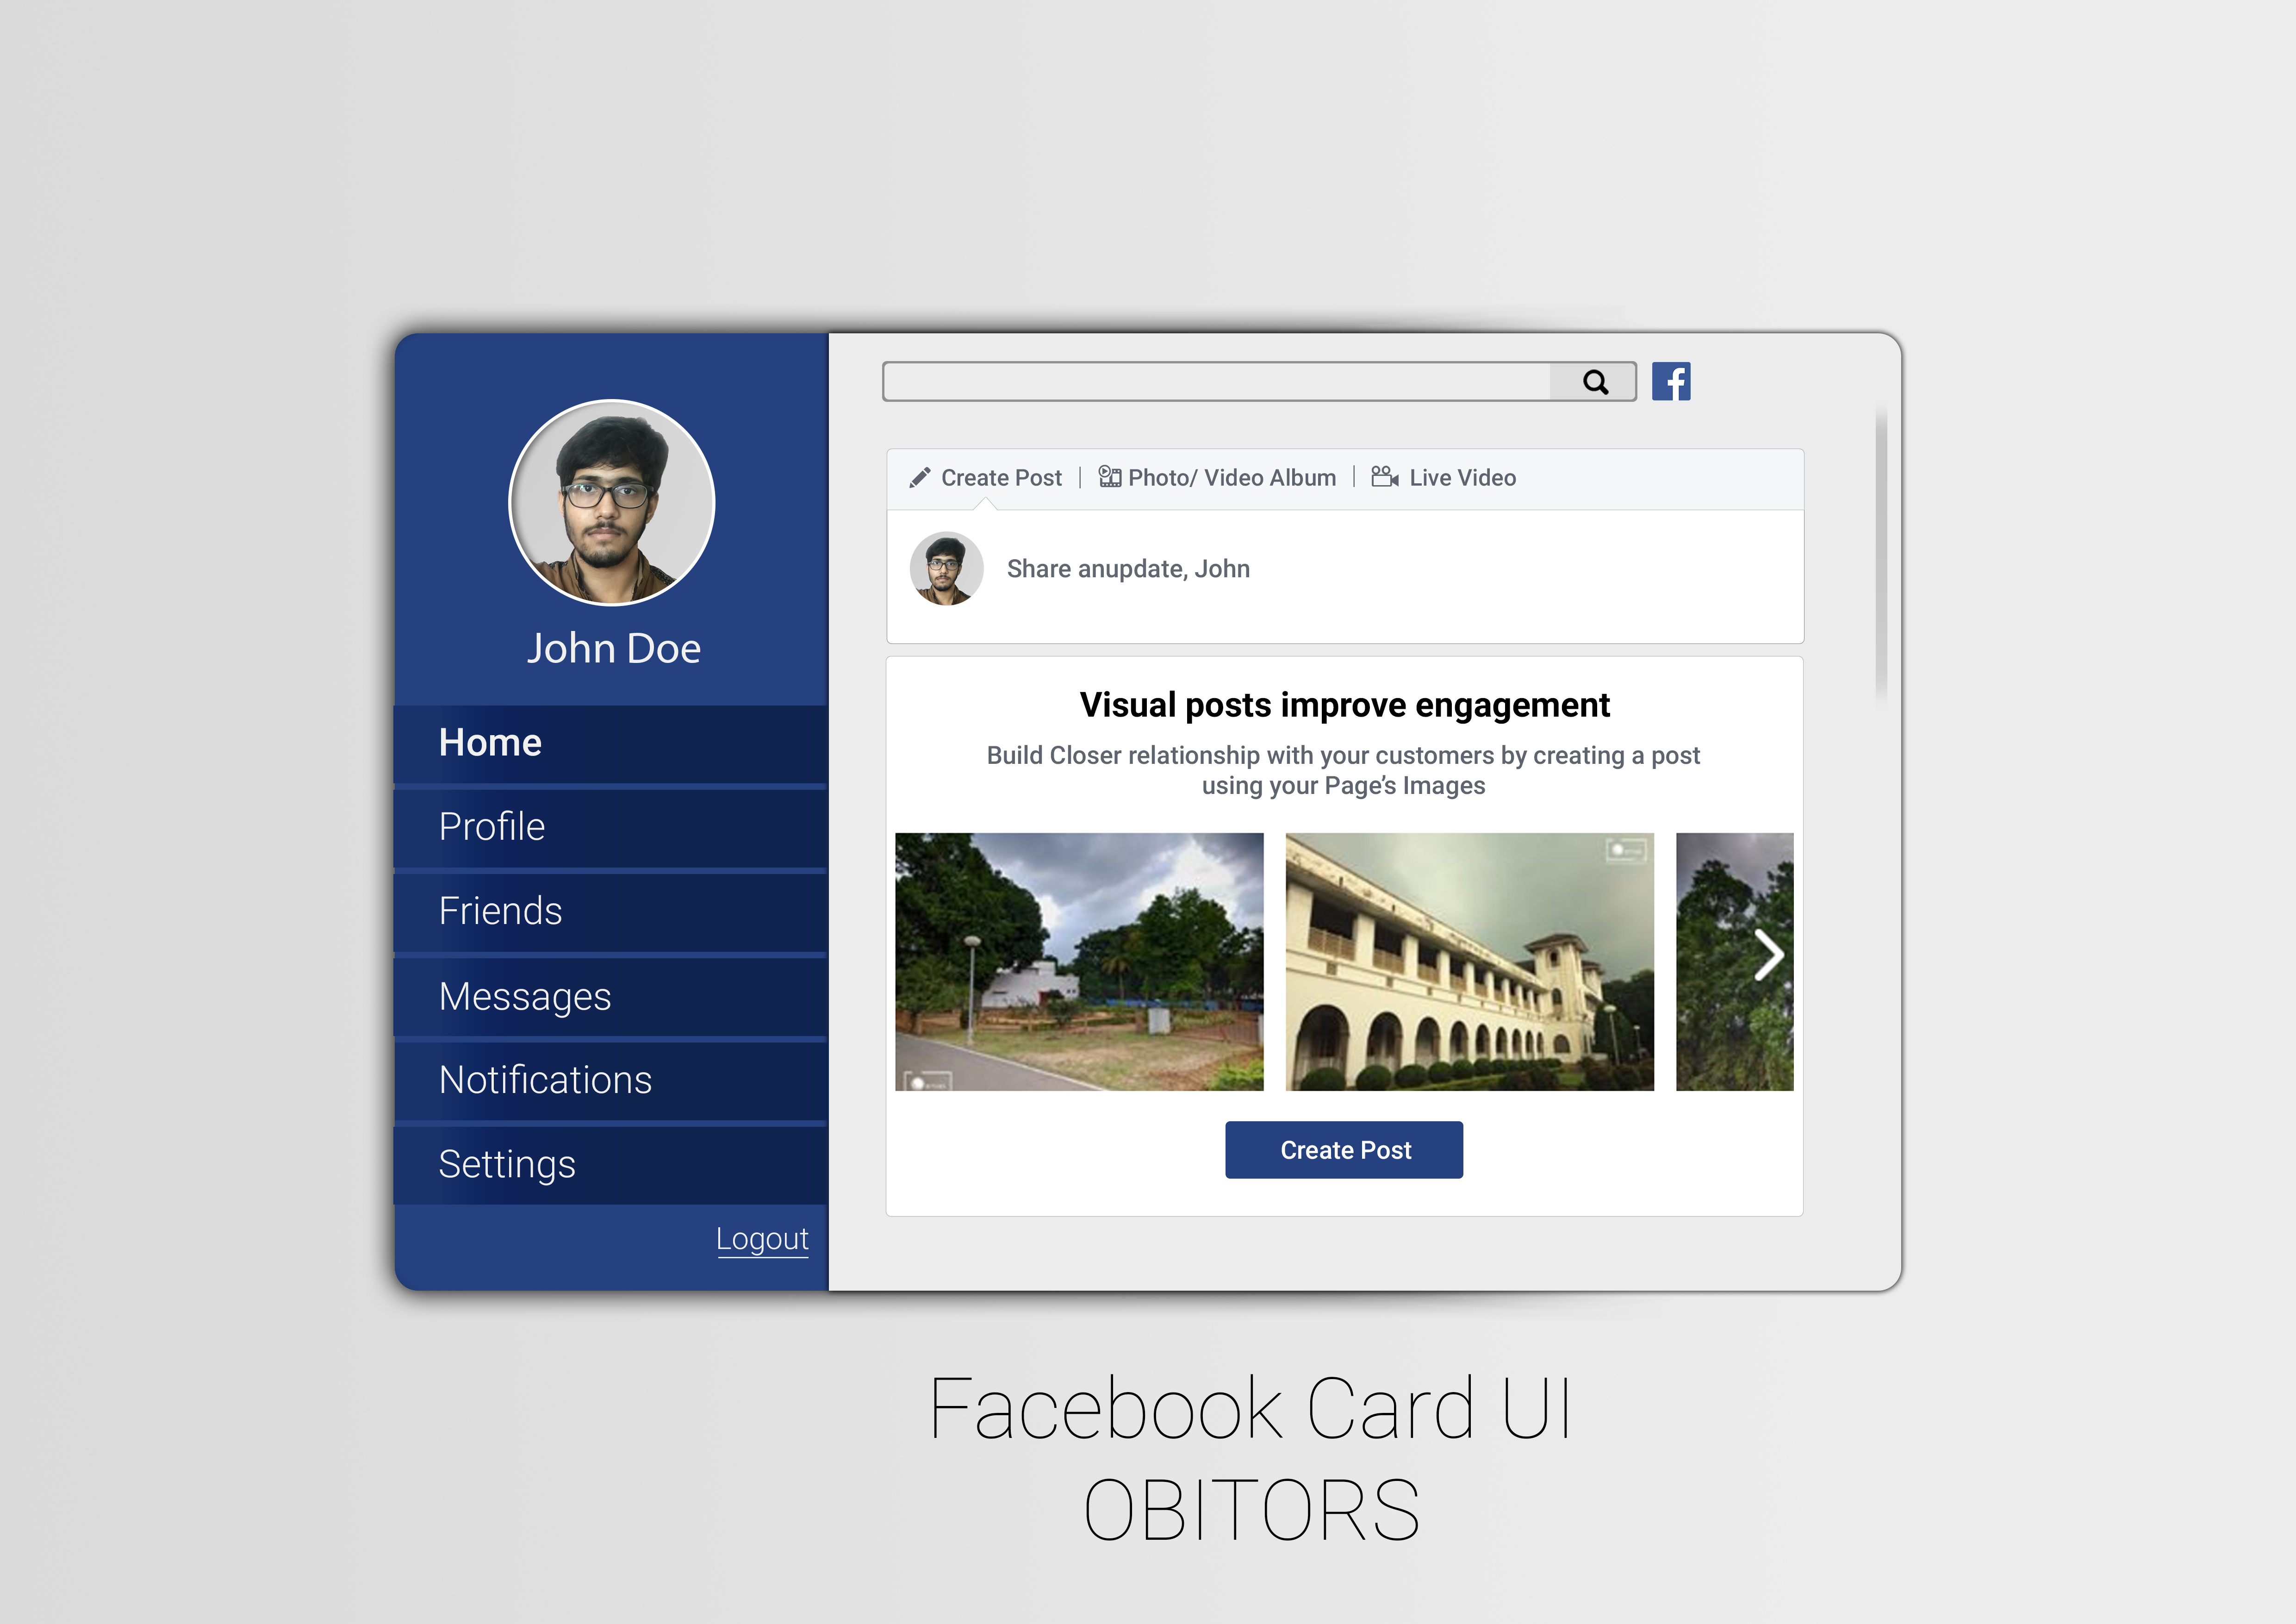 John Doe
Home
Profile
Friends
Messages
Notifications
Settings
Logout
Create Post | Photo/ Video Album | Live Video
Share anupdate, John
Visual posts improve engagement
Build Closer relationship with your customers by creating a post
using your Page’s Images
Create Post
Facebook Card UI
OBITORS